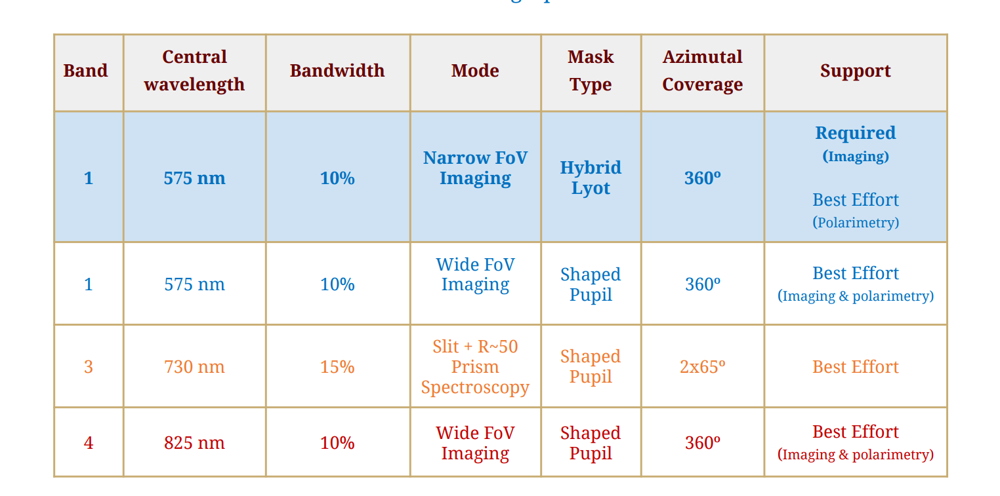 Band
Central
wavelength
Bandwidth
Mode
Mask
Type
Azimutal
Coverage
Support
1
575 nm
10%
Narrow FoV
Imaging
Hybrid
Lyot
360º
Required
(Imaging)
Best Effort
(Polarimetry)
1
575 nm
10%
Wide FoV
Imaging
Shaped
Pupil
360º
Best Effort
(Imaging & polarimetry)
3
730 nm
15%
Slit + R~50
Prism
Spectroscopy
Shaped
Pupil
2x65º
Best Effort
4
825 nm
10%
Wide FoV
Imaging
Shaped
Pupil
360º
Best Effort
(Imaging & polarimetry)